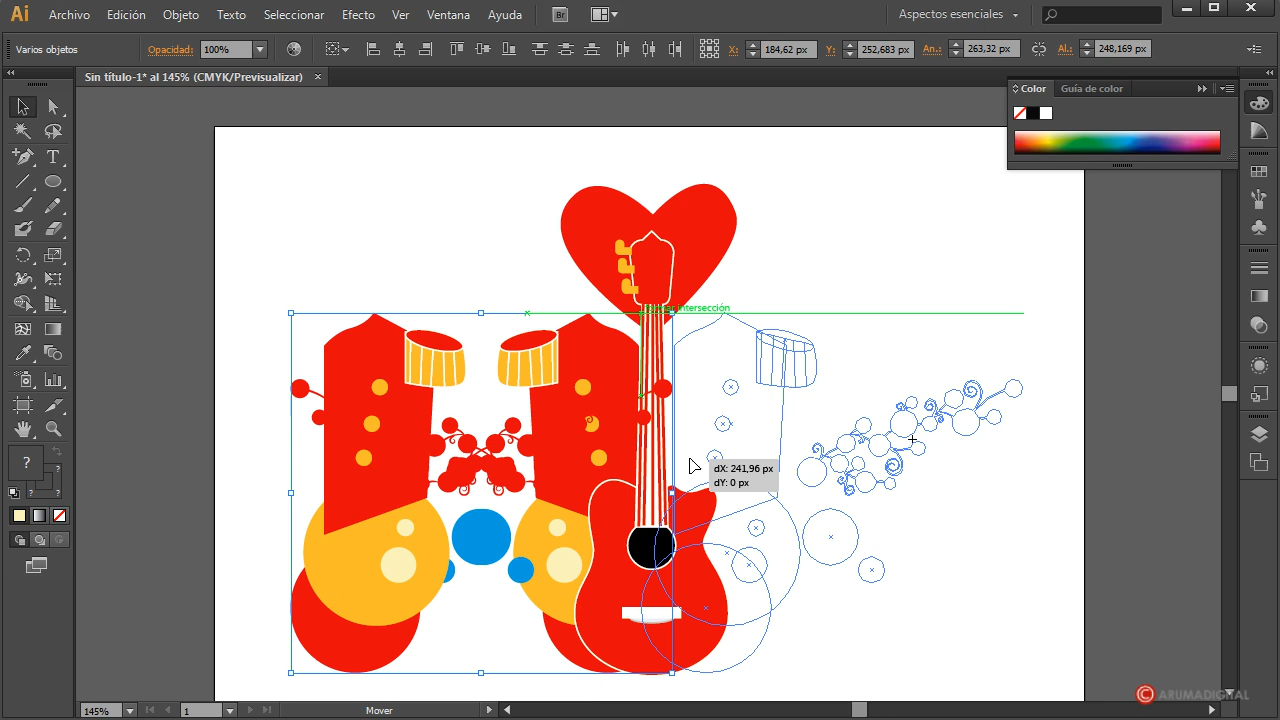 Ai Archivo Edición Objeto Texto Seleccionar Efecto Ver Ventana Ayuda Br Aspectos esenciales
Varios objetos Opacidad: 100% X: 184,62 px Y: 252,683 px An.: 263,32 px Al.: 248,169 px
Sin título-1* al 145% (CMYK/Previsualizar)
Color Guía de color
intersección
dX: 241,96 px
dY: 0 px
?
?
?
145% 1 Mover
© ARUMADIGITAL